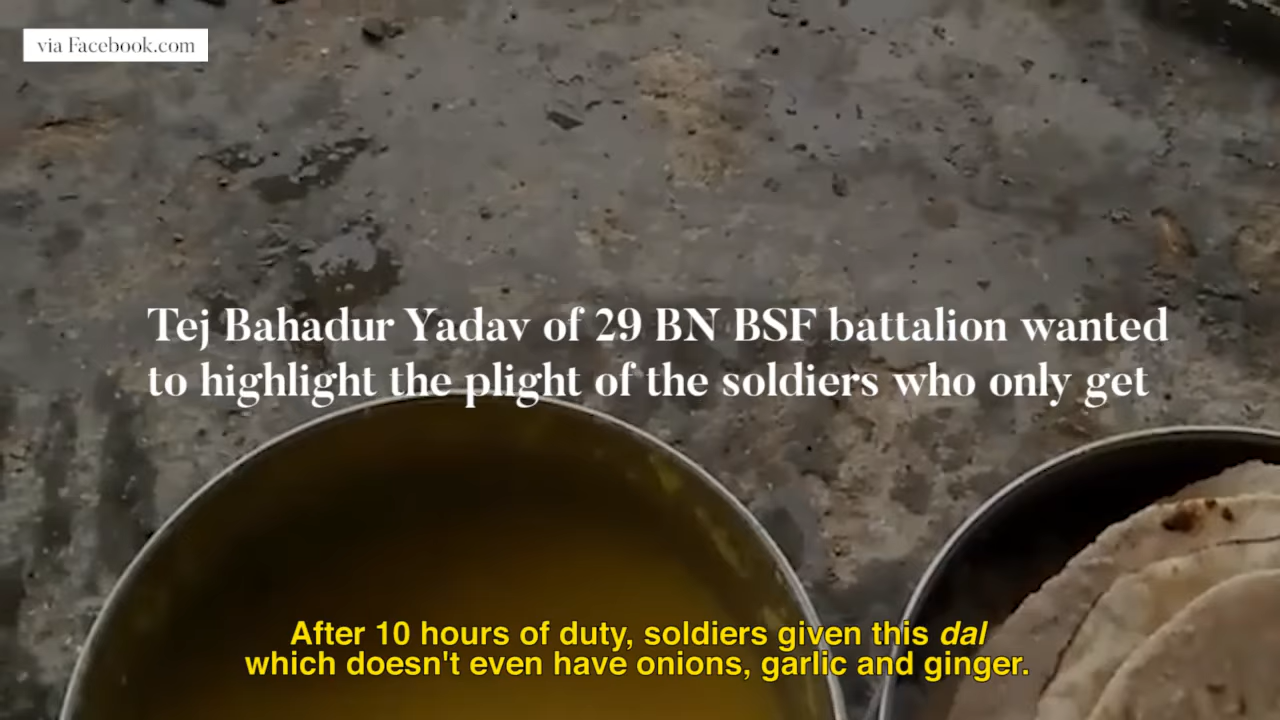 via Facebook.com
Tej Bahadur Yadav of 29 BN BSF battalion wanted
to highlight the plight of the soldiers who only get
After 10 hours of duty, soldiers given this dal
which doesn't even have onions, garlic and ginger.